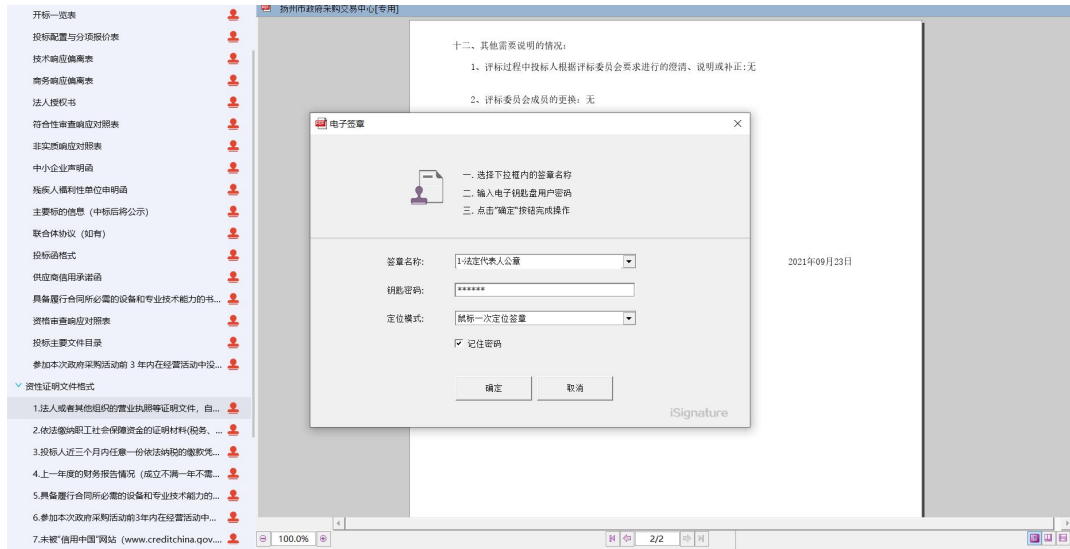 开标一览表
投标配置与分项报价表
技术响应偏离表
商务响应偏离表
法人授权书
符合性审查响应对照表
非实质响应对照表
中小企业声明函
残疾人福利性单位申明函
主要标的信息（中标后将公示）
联合体协议（如有）
投标函格式
供应商信用承诺函
具备履行合同所必需的设备和专业技术能力的书...
资格审查响应对照表
投标主要文件目录
参加本次政府采购活动前 3 年内在经营活动中没...
资性证明文件格式
1.法人或者其他组织的营业执照等证明文件，自...
2.依法缴纳职工社会保障资金的证明材料(税务、...
3.投标人近三个月内任意一份依法纳税的缴款凭...
4.上一年度的财务报告情况（成立不满一年不需...
5.具备履行合同所必需的设备和专业技术能力的...
6.参加本次政府采购活动前3年内在经营活动中...
7.未被"信用中国"网站（www.creditchina.gov....
扬州市政府采购交易中心[专用]
十二、其他需要说明的情况：
1、评标过程中投标人根据评标委员会要求进行的澄清、说明或补正:无
2、评标委员会成员的更换：无
电子签章
一. 选择下拉框内的签章名称
二. 输入电子钥匙盘用户密码
三. 点击"确定"按钮完成操作
签章名称: 1-法定代表人公章
钥匙密码: ******
定位模式: 鼠标一次定位签章
记住密码
确定 取消
iSignature
2021年09月23日
100.0% 2/2